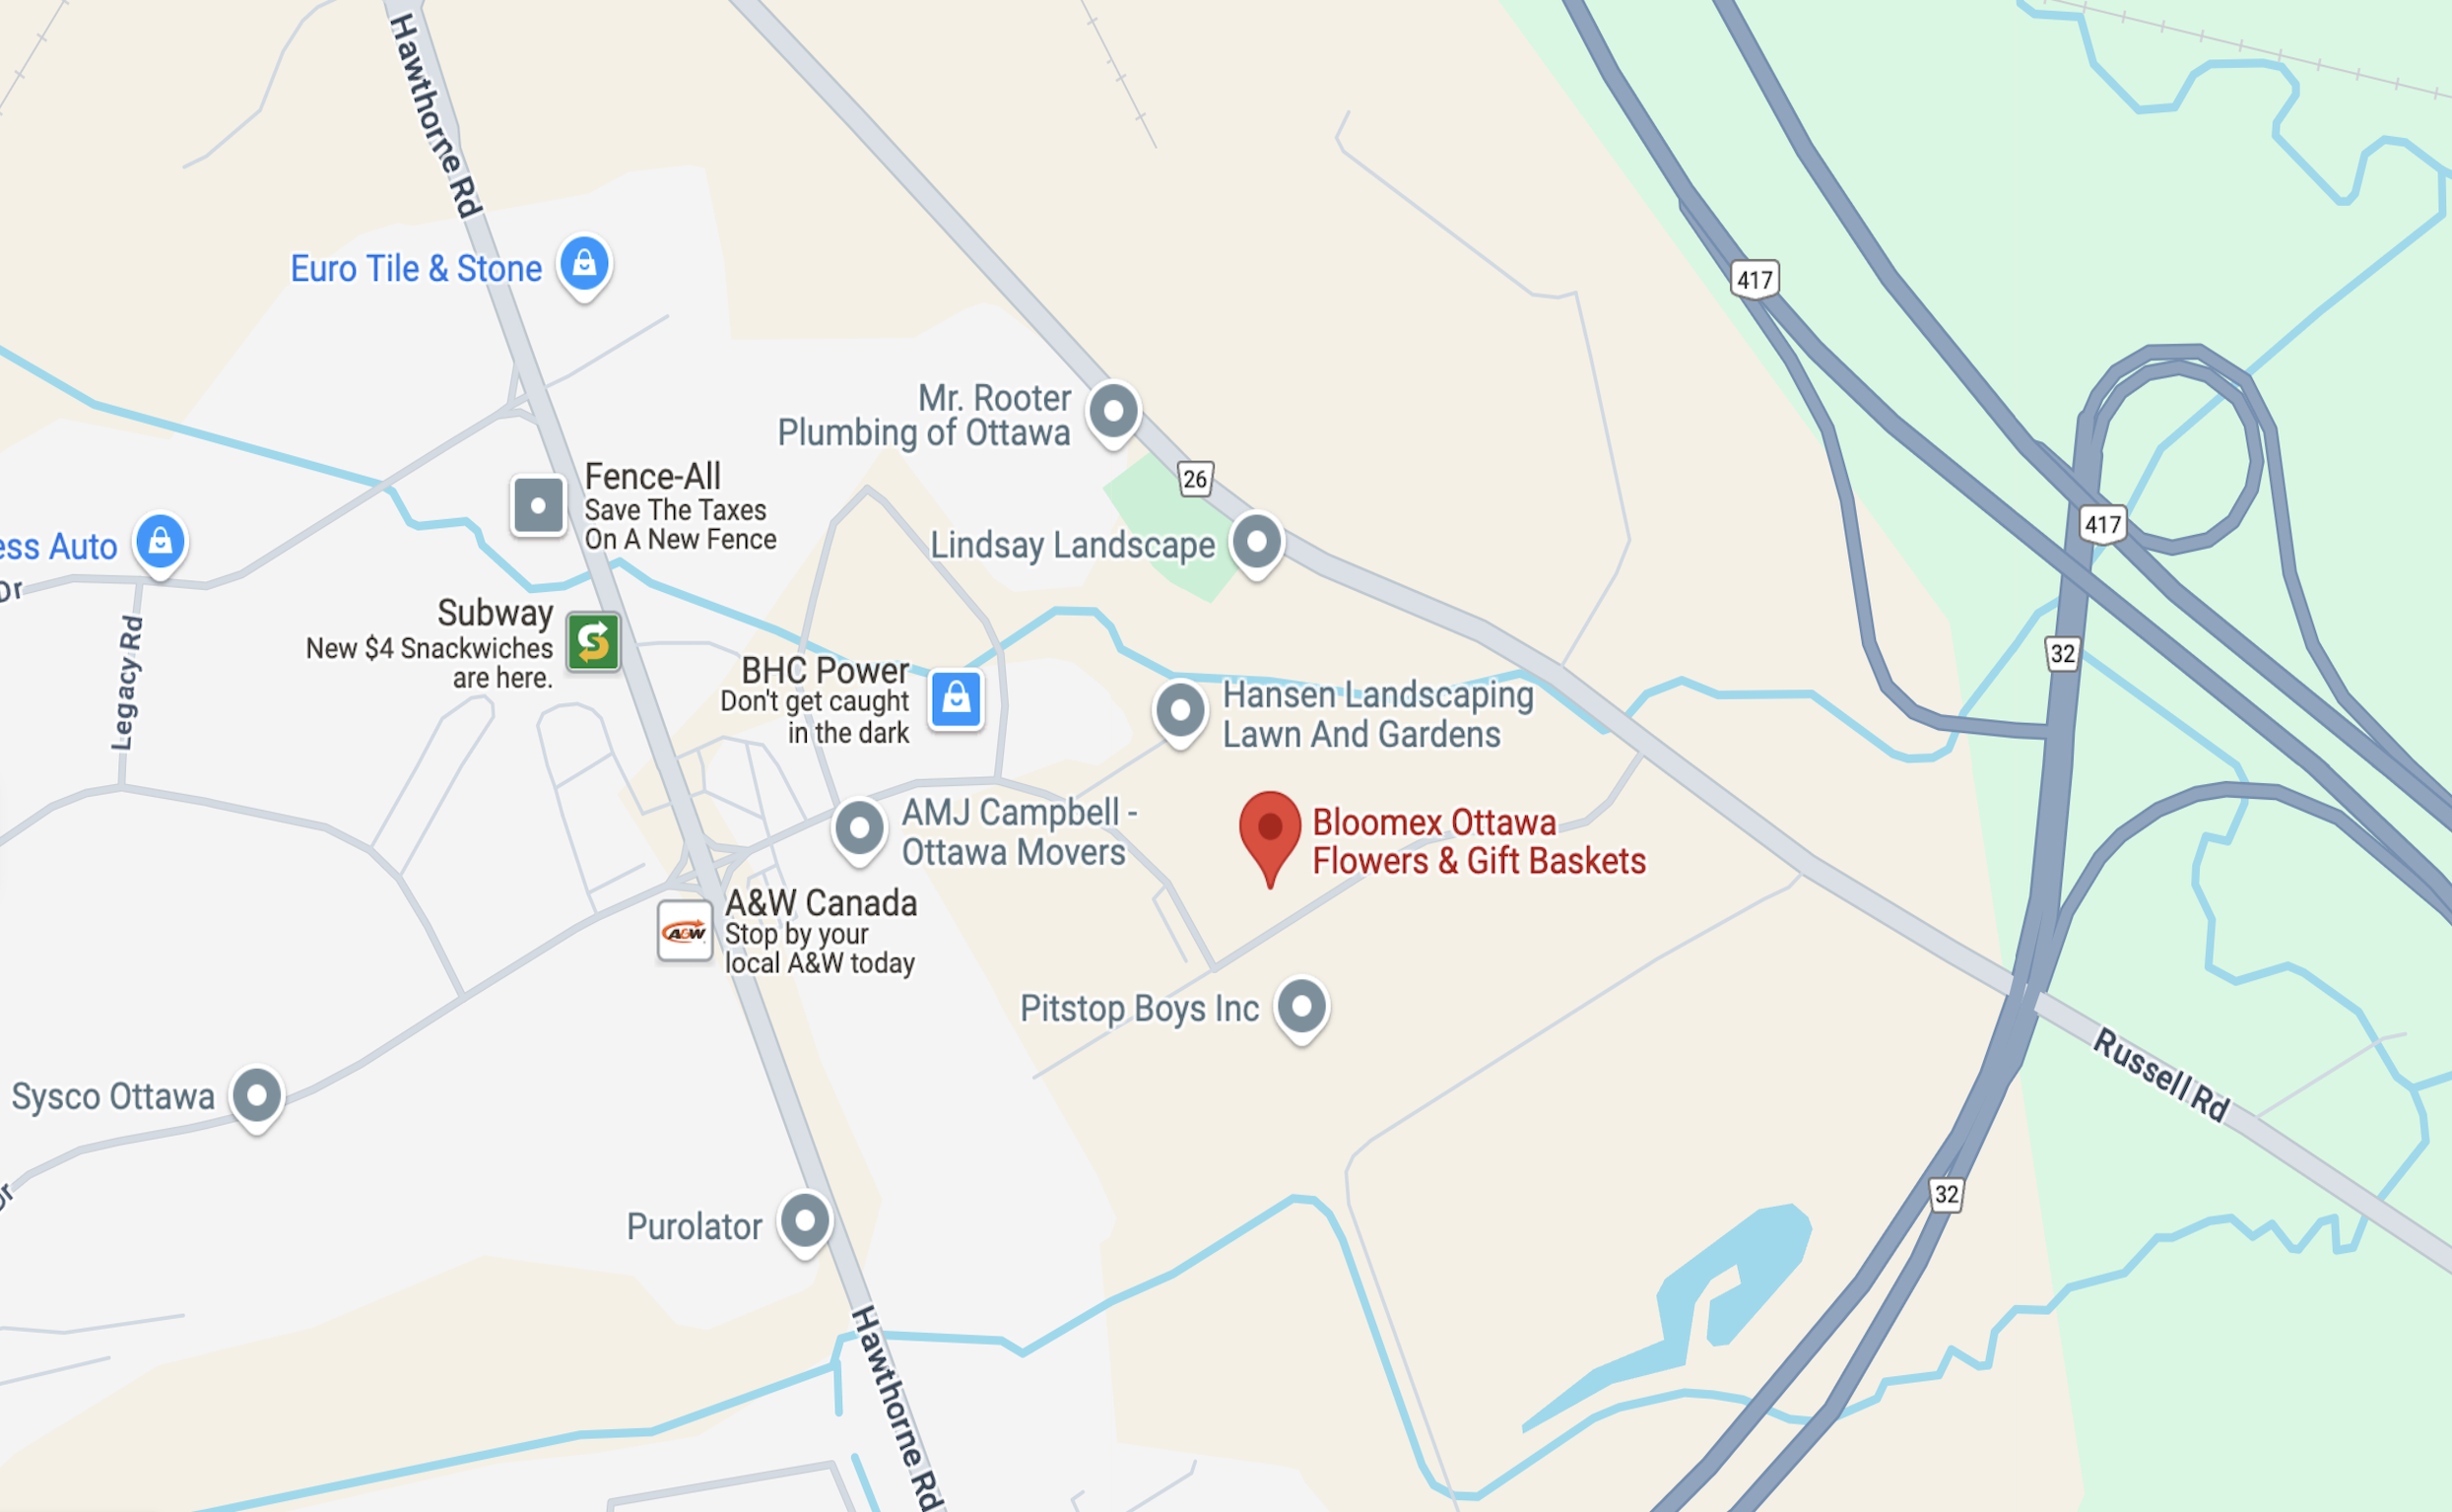 Hawthorne Rd
Euro Tile & Stone
417
Mr. Rooter
Plumbing of Ottawa
26
Fence-All
Save The Taxes
On A New Fence
417
ess Auto
Lindsay Landscape
Dr
Legacy Rd
Subway
New $4 Snackwiches
are here.
32
BHC Power
Don't get caught
in the dark
Hansen Landscaping
Lawn And Gardens
AMJ Campbell -
Ottawa Movers
Bloomex Ottawa
Flowers & Gift Baskets
A&W Canada
Stop by your
local A&W today
A&W
Pitstop Boys Inc
Russell Rd
Sysco Ottawa
Dr
32
Purolator
Hawthorne Rd